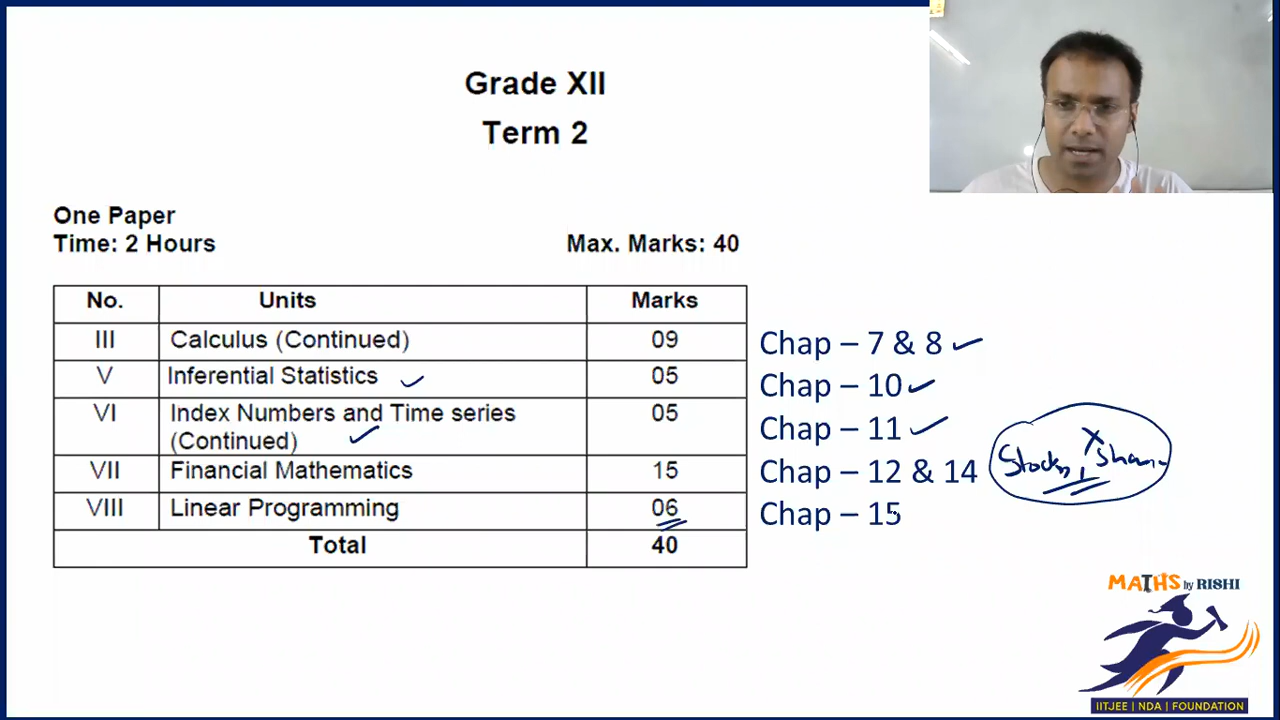 Grade XII
Term 2
One Paper
Time: 2 Hours Max. Marks: 40
No. Units Marks
III Calculus (Continued) 09 Chap – 7 & 8
V Inferential Statistics 05 Chap – 10
VI Index Numbers and Time series 05 Chap – 11
(Continued)
VII Financial Mathematics 15 Chap – 12 & 14
VIII Linear Programming 06 Chap – 15
Total 40
MATHS by RISHI
IITJEE | NDA | FOUNDATION